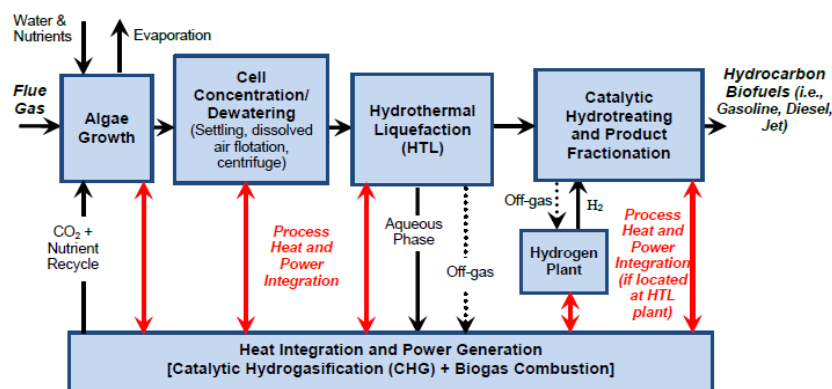 Water &
Nutrients
Evaporation
Flue
Gas
Algae
Growth
Cell
Concentration/
Dewatering
(Settling, dissolved
air flotation,
centrifuge)
Hydrothermal
Liquefaction
(HTL)
Catalytic
Hydrotreating
and Product
Fractionation
Hydrocarbon
Biofuels (i.e.,
Gasoline, Diesel,
Jet)
CO₂ +
Nutrient
Recycle
Process
Heat and
Power
Integration
Aqueous
Phase
Off-gas
Off-gas
H₂
Hydrogen
Plant
Process
Heat and
Power
Integration
(if located
at HTL
plant)
Heat Integration and Power Generation
[Catalytic Hydrogasification (CHG) + Biogas Combustion]